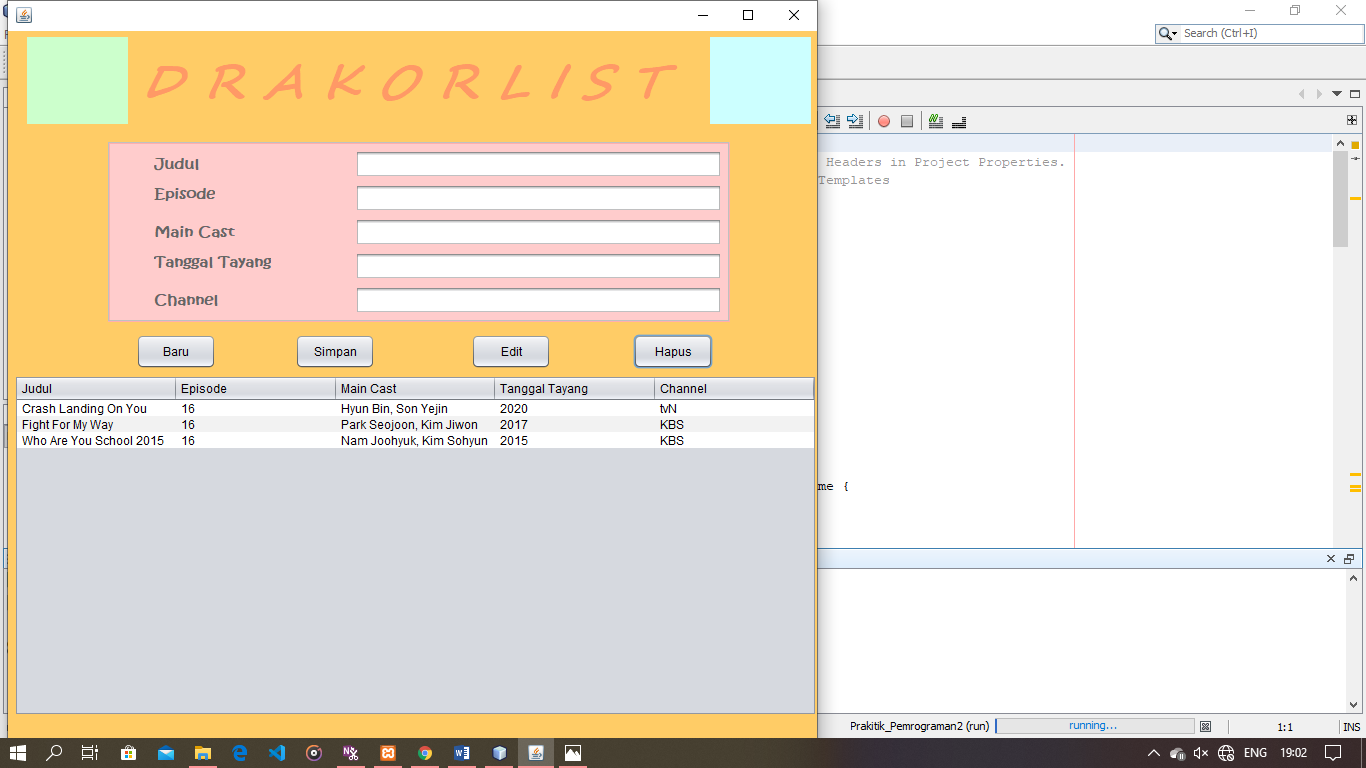 Search (Ctrl+I)
DRAKORLIST
Headers in Project Properties.
Templates
Judul
Episode
Main Cast
Tanggal Tayang
Channel
Baru Simpan Edit Hapus
Judul Episode Main Cast Tanggal Tayang Channel
Crash Landing On You 16 Hyun Bin, Son Yejin 2020 tvN
Fight For My Way 16 Park Seojoon, Kim Jiwon 2017 KBS
Who Are You School 2015 16 Nam Joohyuk, Kim Sohyun 2015 KBS
me {
Prakitik_Pemrograman2 (run) running... 1:1 INS
ENG 19:02